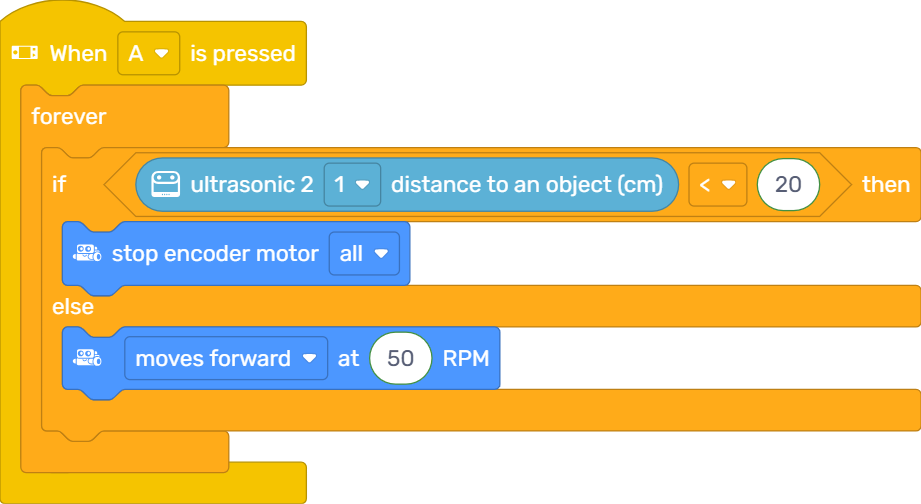 When A is pressed
forever
if ultrasonic 2 1 distance to an object (cm) < 20 then
stop encoder motor all
else
moves forward at 50 RPM